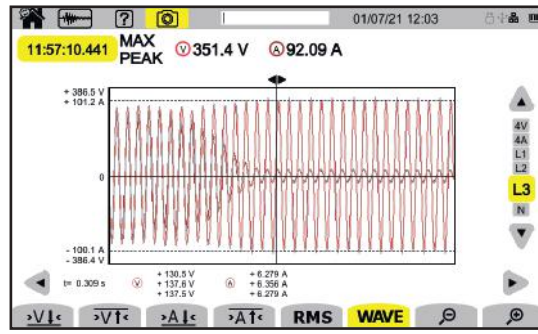 ? 01/07/21 12:03
11:57:10.441 MAX PEAK V 351.4 V A 92.09 A
+ 386.5 V
+ 101.2 A
0
- 100.1 A
- 386.4 V
4V
4A
L1
L2
L3
N
t= 0.309 s V + 130.5 V A + 6.279 A
+ 137.6 V + 6.356 A
+ 137.5 V + 6.279 A
>V↓< >V↑< >A↓< >A↑< RMS WAVE